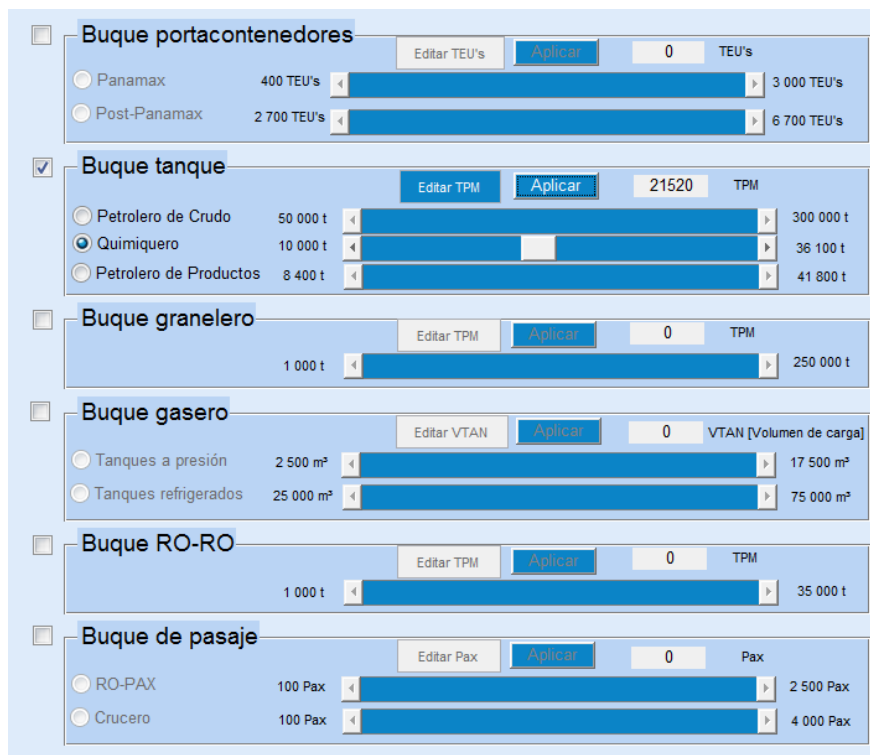 Buque portacontenedores
Editar TEU's Aplicar 0 TEU's
Panamax 400 TEU's 3 000 TEU's
Post-Panamax 2 700 TEU's 6 700 TEU's
Buque tanque
Editar TPM Aplicar 21520 TPM
Petrolero de Crudo 50 000 t 300 000 t
Quimiquero 10 000 t 36 100 t
Petrolero de Productos 8 400 t 41 800 t
Buque granelero
Editar TPM Aplicar 0 TPM
1 000 t 250 000 t
Buque gasero
Editar VTAN Aplicar 0 VTAN [Volumen de carga]
Tanques a presión 2 500 m³ 17 500 m³
Tanques refrigerados 25 000 m³ 75 000 m³
Buque RO-RO
Editar TPM Aplicar 0 TPM
1 000 t 35 000 t
Buque de pasaje
Editar Pax Aplicar 0 Pax
RO-PAX 100 Pax 2 500 Pax
Crucero 100 Pax 4 000 Pax